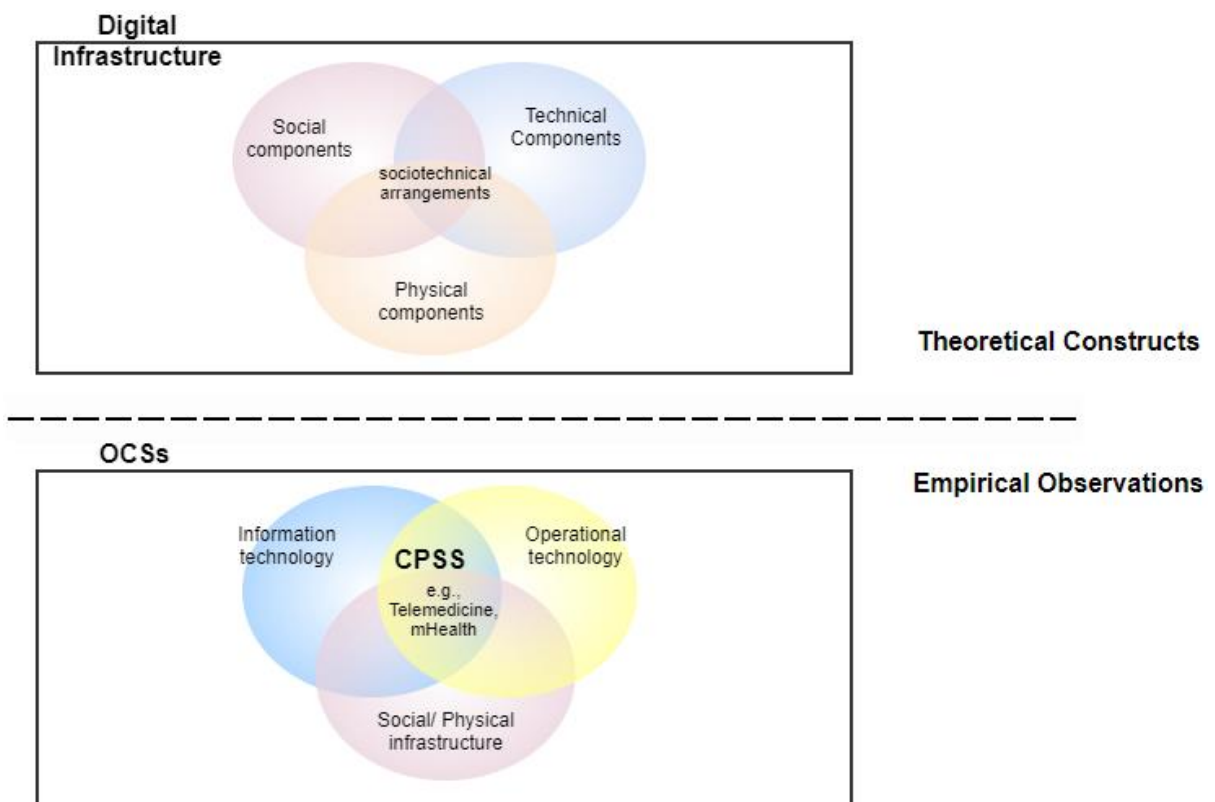 Digital
Infrastructure
Social
components
Technical
Components
sociotechnical
arrangements
Physical
components
Theoretical Constructs
OCSs
Empirical Observations
Information
technology
CPSS
e.g.,
Telemedicine,
mHealth
Operational
technology
Social/ Physical
infrastructure